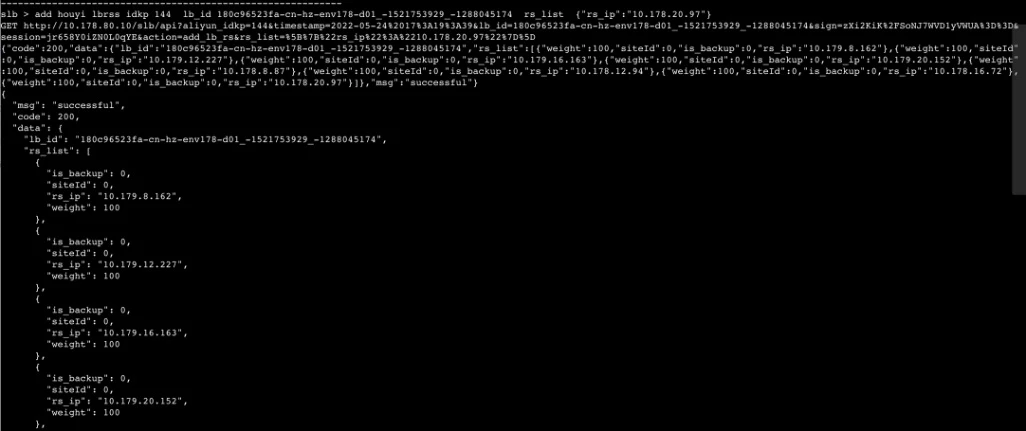 ------------------------------------------------------------
slb > add houyi lbrss idkp 144  lb_id 180c96523fa-cn-hz-env178-d01_-1521753929_-1288045174  rs_list  {"rs_ip":"10.178.20.97"}
GET http://10.178.80.10/slb/api?aliyun_idkp=144&timestamp=2022-05-24%2017%3A19%3A39&lb_id=180c96523fa-cn-hz-env178-d01_-1521753929_-1288045174&sign=zXi2KiK%2FSoNJ7WVD1yVWUA%3D%3D&
session=jr658Y0iZN0L0qYE&action=add_lb_rs&rs_list=%5B%7B%22rs_ip%22%3A%2210.178.20.97%22%7D%5D
{"code":200,"data":{"lb_id":"180c96523fa-cn-hz-env178-d01_-1521753929_-1288045174","rs_list":[{"weight":100,"siteId":0,"is_backup":0,"rs_ip":"10.179.8.162"},{"weight":100,"siteId"
:0,"is_backup":0,"rs_ip":"10.179.12.227"},{"weight":100,"siteId":0,"is_backup":0,"rs_ip":"10.179.16.163"},{"weight":100,"siteId":0,"is_backup":0,"rs_ip":"10.179.20.152"},{"weight"
:100,"siteId":0,"is_backup":0,"rs_ip":"10.178.8.87"},{"weight":100,"siteId":0,"is_backup":0,"rs_ip":"10.178.12.94"},{"weight":100,"siteId":0,"is_backup":0,"rs_ip":"10.178.16.72"},
{"weight":100,"siteId":0,"is_backup":0,"rs_ip":"10.178.20.97"}]},"msg":"successful"}
{
  "msg": "successful",
  "code": 200,
  "data": {
    "lb_id": "180c96523fa-cn-hz-env178-d01_-1521753929_-1288045174",
    "rs_list": [
      {
        "is_backup": 0,
        "siteId": 0,
        "rs_ip": "10.179.8.162",
        "weight": 100
      },
      {
        "is_backup": 0,
        "siteId": 0,
        "rs_ip": "10.179.12.227",
        "weight": 100
      },
      {
        "is_backup": 0,
        "siteId": 0,
        "rs_ip": "10.179.16.163",
        "weight": 100
      },
      {
        "is_backup": 0,
        "siteId": 0,
        "rs_ip": "10.179.20.152",
        "weight": 100
      },